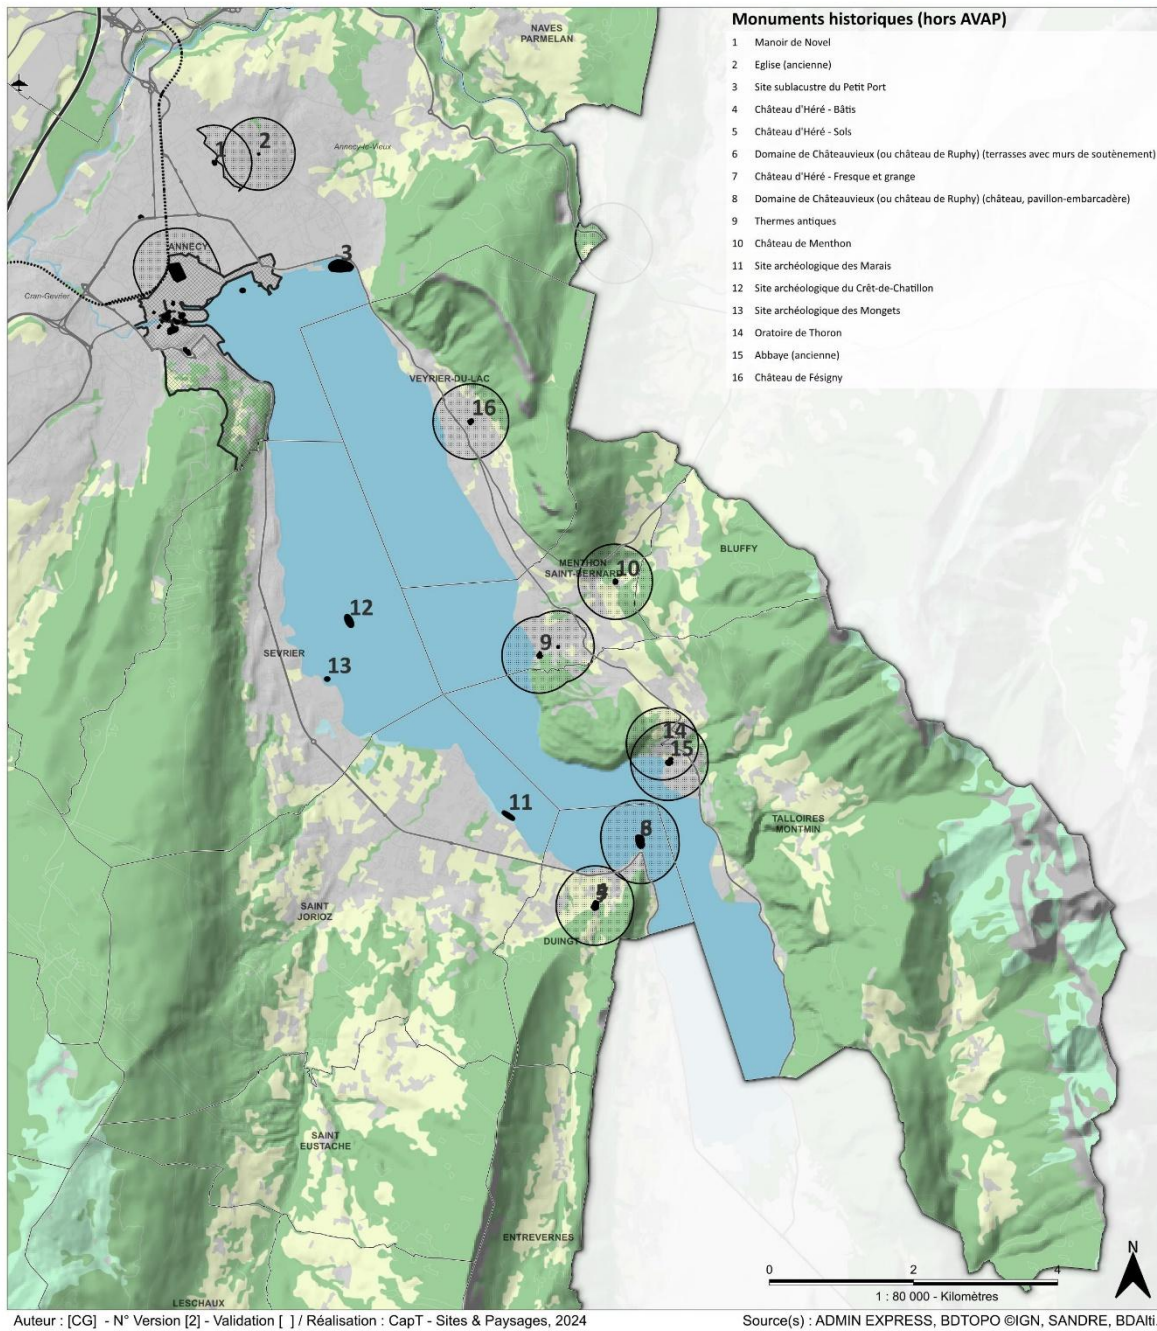 Monuments historiques (hors AVAP)
1 Manoir de Novel
2 Eglise (ancienne)
3 Site sublacustre du Petit Port
4 Château d'Héré - Bâtis
5 Château d'Héré - Sols
6 Domaine de Châteauvieux (ou château de Ruphy) (terrasses avec murs de soutènement)
7 Château d'Héré - Fresque et grange
8 Domaine de Châteauvieux (ou château de Ruphy) (château, pavillon-embarcadère)
9 Thermes antiques
10 Château de Menthon
11 Site archéologique des Marais
12 Site archéologique du Crêt-de-Chatillon
13 Site archéologique des Mongets
14 Oratoire de Thoron
15 Abbaye (ancienne)
16 Château de Fésigny
NAVES
PARMELAN
1
2
Annecy-le-Vieux
ANNECY
3
Cran-Gevrier
VEYRIER-DU-LAC
16
BLUFFY
MENTHON
SAINT-BERNARD
10
12
9
SEVRIER
13
14
15
11
8
TALLOIRES
MONTMIN
SAINT
JORIOZ
DUINGT
SAINT
EUSTACHE
ENTREVERNES
LESCHAUX
N
0 2 4
1 : 80 000 - Kilomètres
Auteur : [CG] - N° Version [2] - Validation [ ] / Réalisation : CapT - Sites & Paysages, 2024
Source(s) : ADMIN EXPRESS, BDTOPO ©IGN, SANDRE, BDAlti